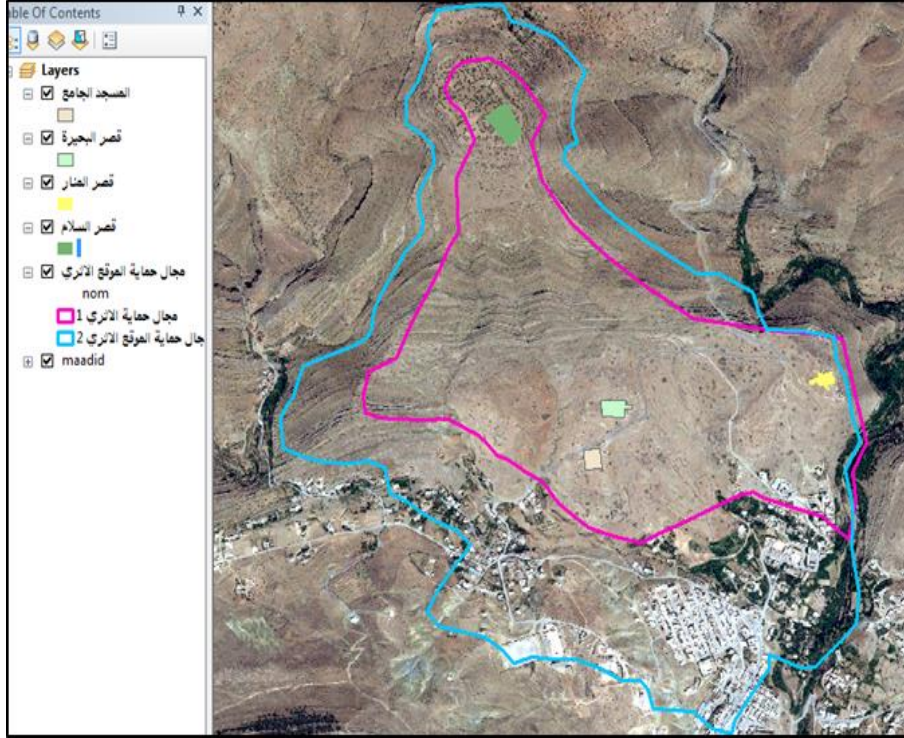 able Of Contents
Layers
المسجد الجامع
قصر البحيرة
قصر المنار
قصر السلام
مجال حماية الموقع الاثري
nom
مجال حماية الاثري 1
جال حماية الموقع الاثري 2
maadid